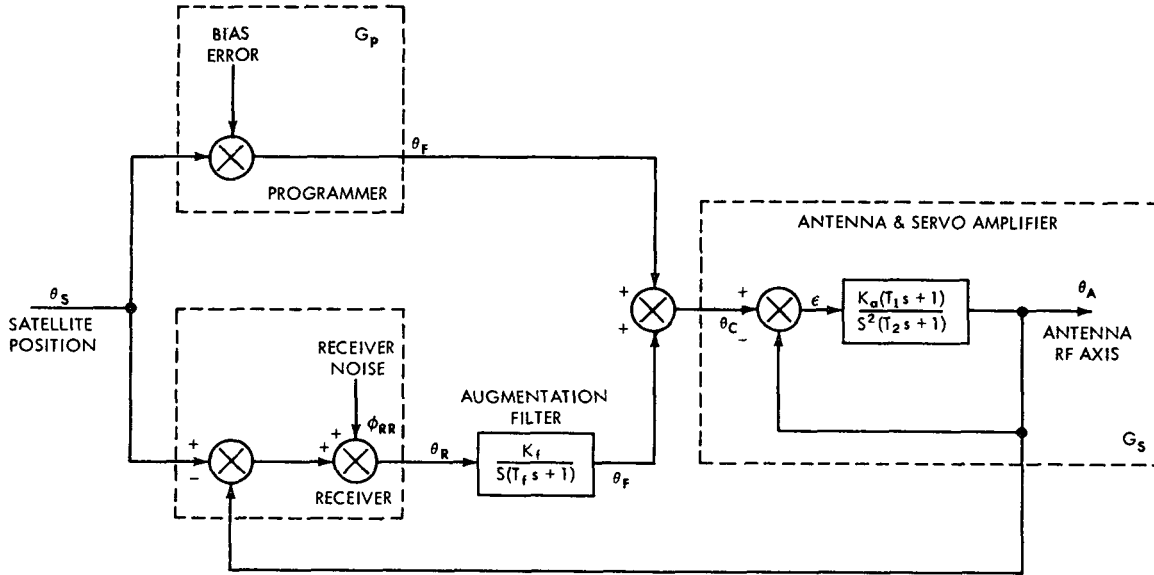 BIAS
ERROR
G_p
θ_F
PROGRAMMER
ANTENNA & SERVO AMPLIFIER
θ_S
SATELLITE
POSITION
+
+
θ_C
+
-
ϵ
K_a(T_1 s + 1)
S^2(T_2 s + 1)
θ_A
ANTENNA
RF AXIS
G_S
RECEIVER
NOISE
ϕ_RR
+
-
+
+
RECEIVER
θ_R
AUGMENTATION
FILTER
K_f
S(T_f s + 1)
θ_F